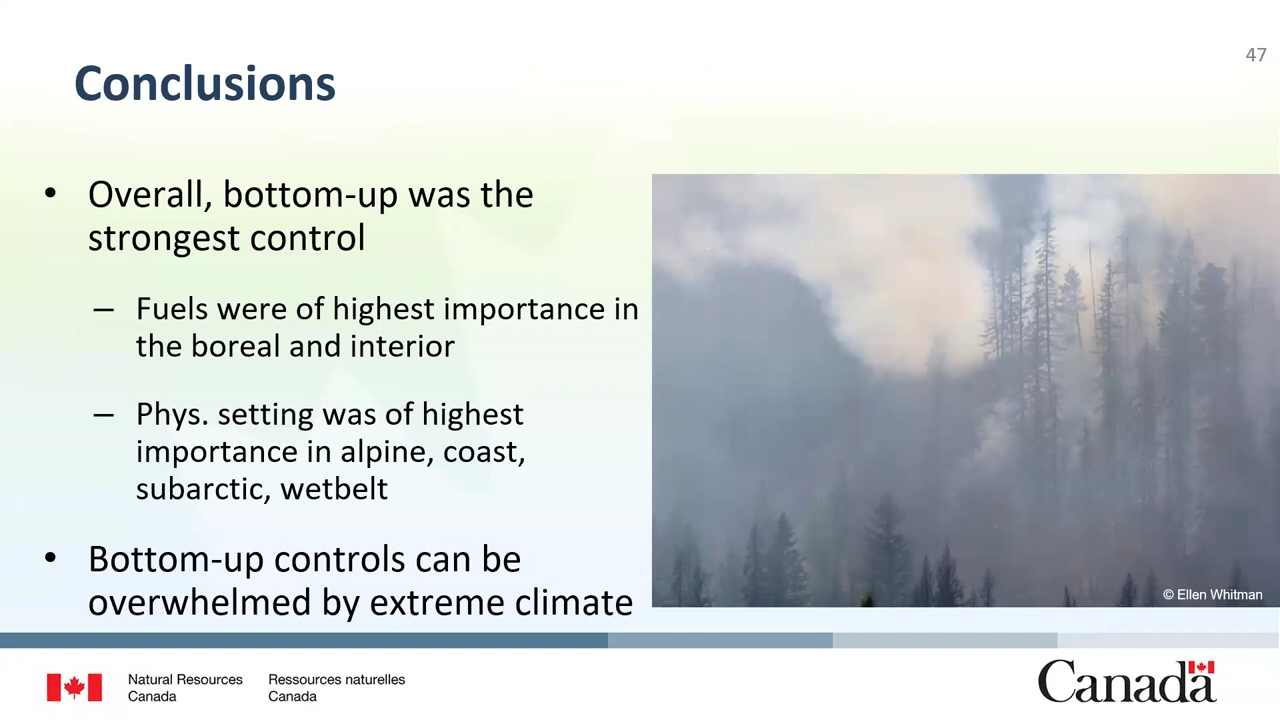 47
Conclusions
• Overall, bottom-up was the
strongest control
– Fuels were of highest importance in
the boreal and interior
– Phys. setting was of highest
importance in alpine, coast,
subarctic, wetbelt
• Bottom-up controls can be
overwhelmed by extreme climate
© Ellen Whitman
Natural Resources
Canada
Ressources naturelles
Canada
Canada